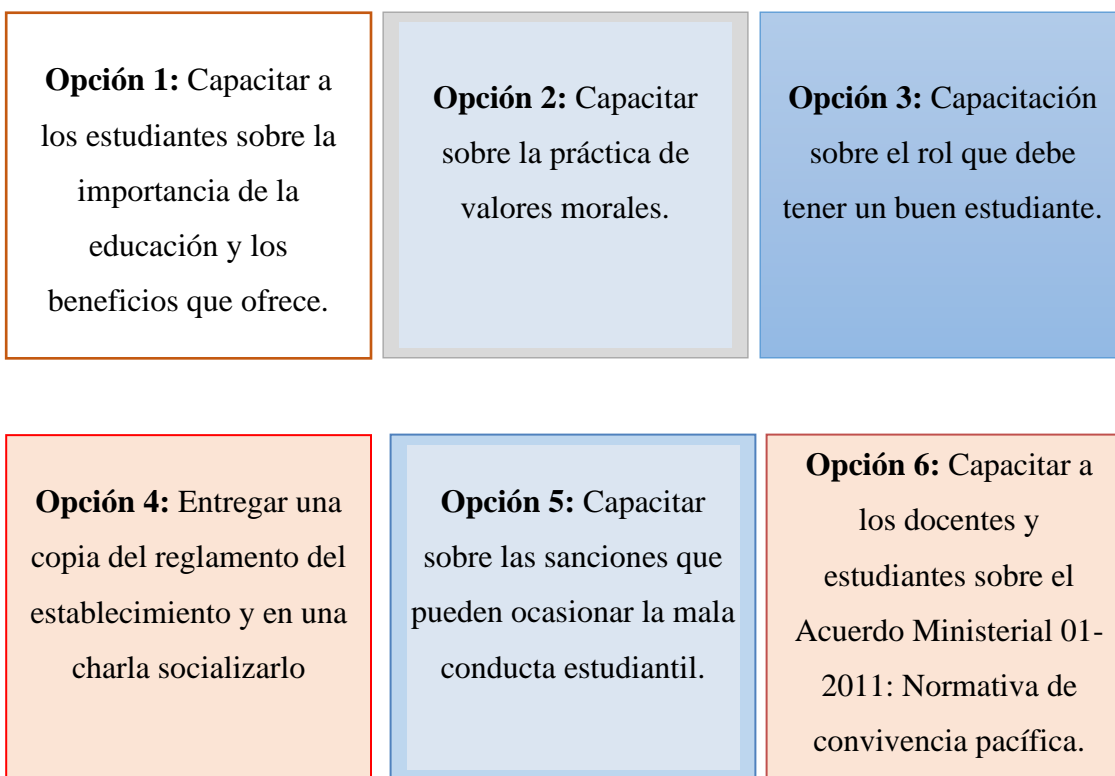 Opción 1: Capacitar a
los estudiantes sobre la
importancia de la
educación y los
beneficios que ofrece.
Opción 2: Capacitar
sobre la práctica de
valores morales.
Opción 3: Capacitación
sobre el rol que debe
tener un buen estudiante.
Opción 4: Entregar una
copia del reglamento del
establecimiento y en una
charla socializarlo
Opción 5: Capacitar
sobre las sanciones que
pueden ocasionar la mala
conducta estudiantil.
Opción 6: Capacitar a
los docentes y
estudiantes sobre el
Acuerdo Ministerial 01-
2011: Normativa de
convivencia pacífica.